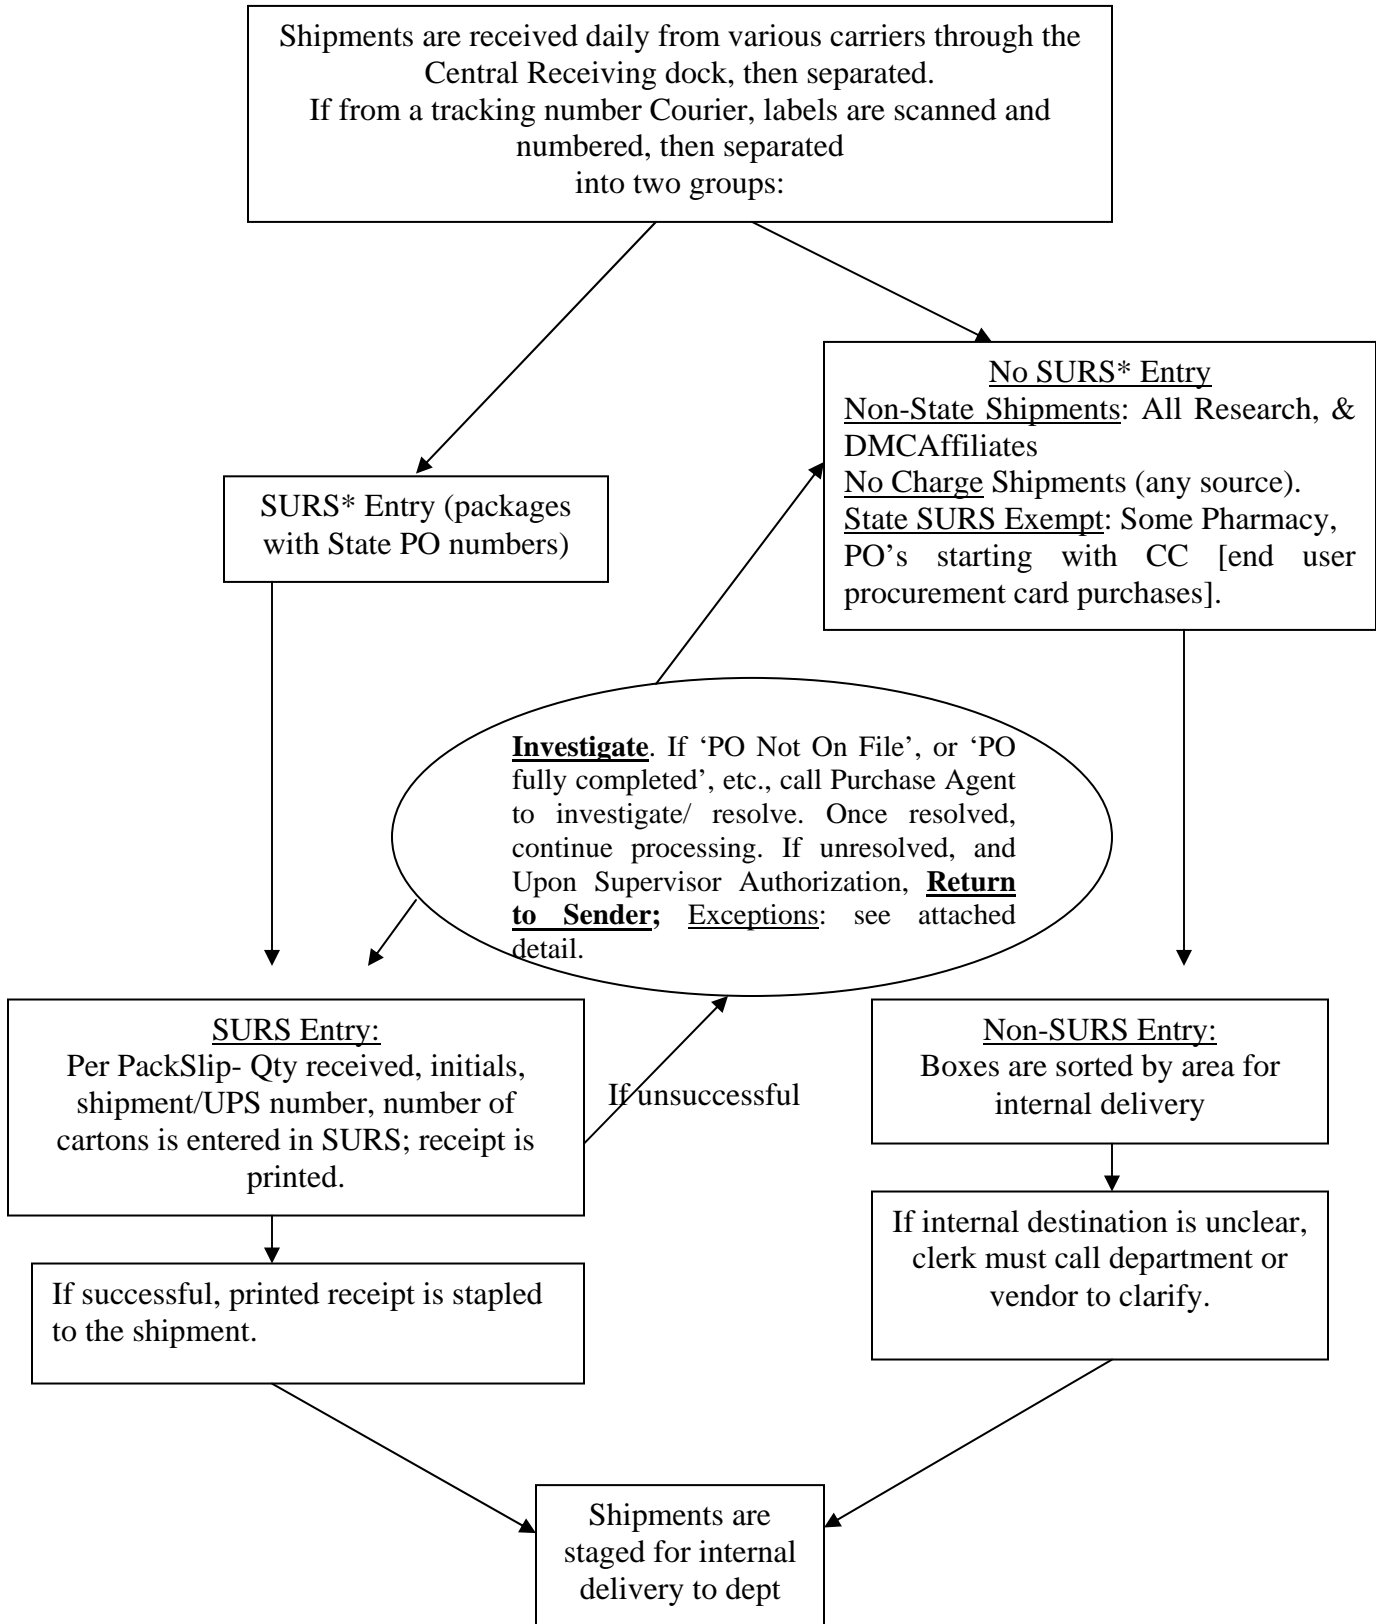 Shipments are received daily from various carriers through the
Central Receiving dock, then separated.
If from a tracking number Courier, labels are scanned and
numbered, then separated
into two groups:
No SURS* Entry
Non-State Shipments: All Research, &
DMCAffiliates
No Charge Shipments (any source).
State SURS Exempt: Some Pharmacy,
PO's starting with CC [end user
procurement card purchases].
SURS* Entry (packages
with State PO numbers)
Investigate. If ‘PO Not On File’, or ‘PO
fully completed’, etc., call Purchase Agent
to investigate/ resolve. Once resolved,
continue processing. If unresolved, and
Upon Supervisor Authorization, Return
to Sender; Exceptions: see attached
detail.
SURS Entry:
Per PackSlip- Qty received, initials,
shipment/UPS number, number of
cartons is entered in SURS; receipt is
printed.
If unsuccessful
Non-SURS Entry:
Boxes are sorted by area for
internal delivery
If successful, printed receipt is stapled
to the shipment.
If internal destination is unclear,
clerk must call department or
vendor to clarify.
Shipments are
staged for internal
delivery to dept